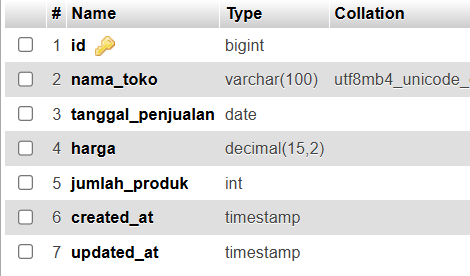 # Name Type Collation
1 id bigint
2 nama_toko varchar(100) utf8mb4_unicode_
3 tanggal_penjualan date
4 harga decimal(15,2)
5 jumlah_produk int
6 created_at timestamp
7 updated_at timestamp